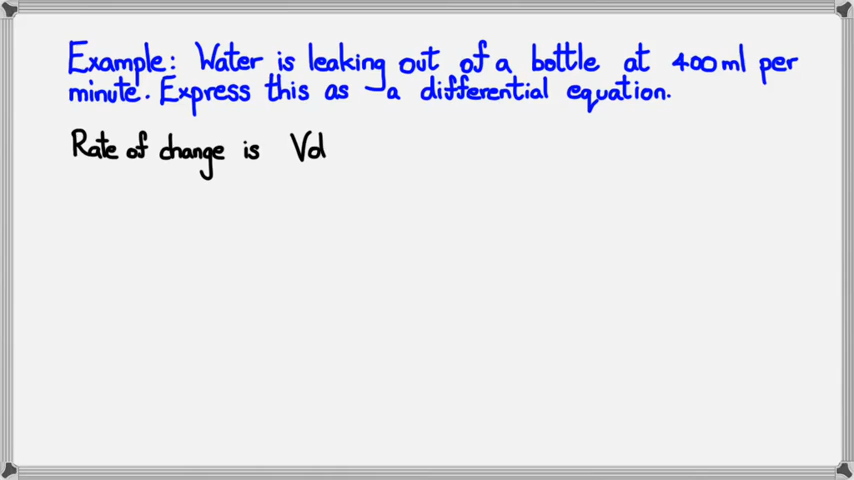 Example: Water is leaking out of a bottle at 400ml per
minute. Express this as a differential equation.
Rate of change is Vol